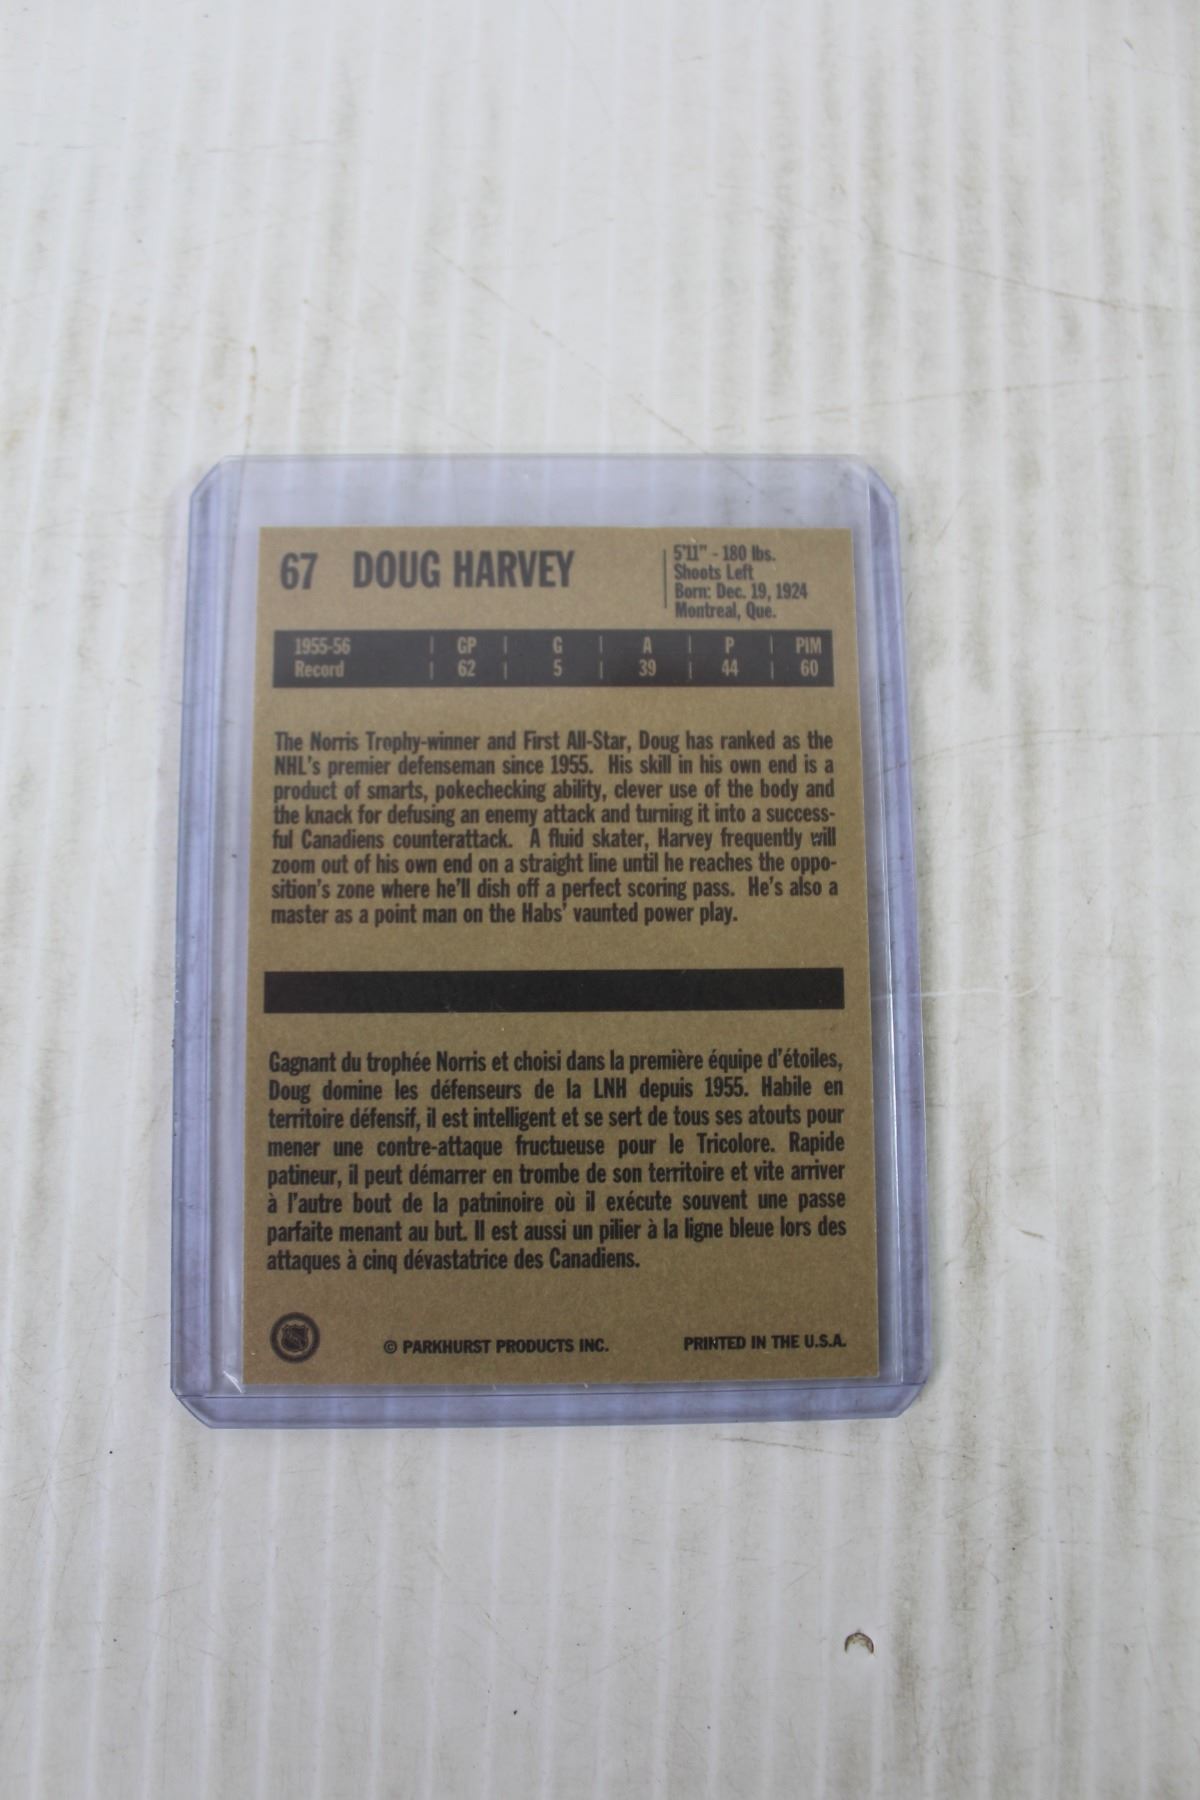 67 DOUG HARVEY
5'11" - 180 lbs.
Shoots Left
Born: Dec. 19, 1924
Montreal, Que.
1955-56 | GP | G | A | P | PIM
Record | 62 | 5 | 39 | 44 | 60
The Norris Trophy-winner and First All-Star, Doug has ranked as the
NHL's premier defenseman since 1955. His skill in his own end is a
product of smarts, pokechecking ability, clever use of the body and
the knack for defusing an enemy attack and turning it into a success-
ful Canadiens counterattack. A fluid skater, Harvey frequently will
zoom out of his own end on a straight line until he reaches the oppo-
sition's zone where he'll dish off a perfect scoring pass. He's also a
master as a point man on the Habs' vaunted power play.
Gagnant du trophée Norris et choisi dans la première équipe d'étoiles,
Doug domine les défenseurs de la LNH depuis 1955. Habile en
territoire défensif, il est intelligent et se sert de tous ses atouts pour
mener une contre-attaque fructueuse pour le Tricolore. Rapide
patineur, il peut démarrer en trombe de son territoire et vite arriver
à l'autre bout de la patninoire où il exécute souvent une passe
parfaite menant au but. Il est aussi un pilier à la ligne bleue lors des
attaques à cinq dévastatrice des Canadiens.
© PARKHURST PRODUCTS INC. PRINTED IN THE U.S.A.